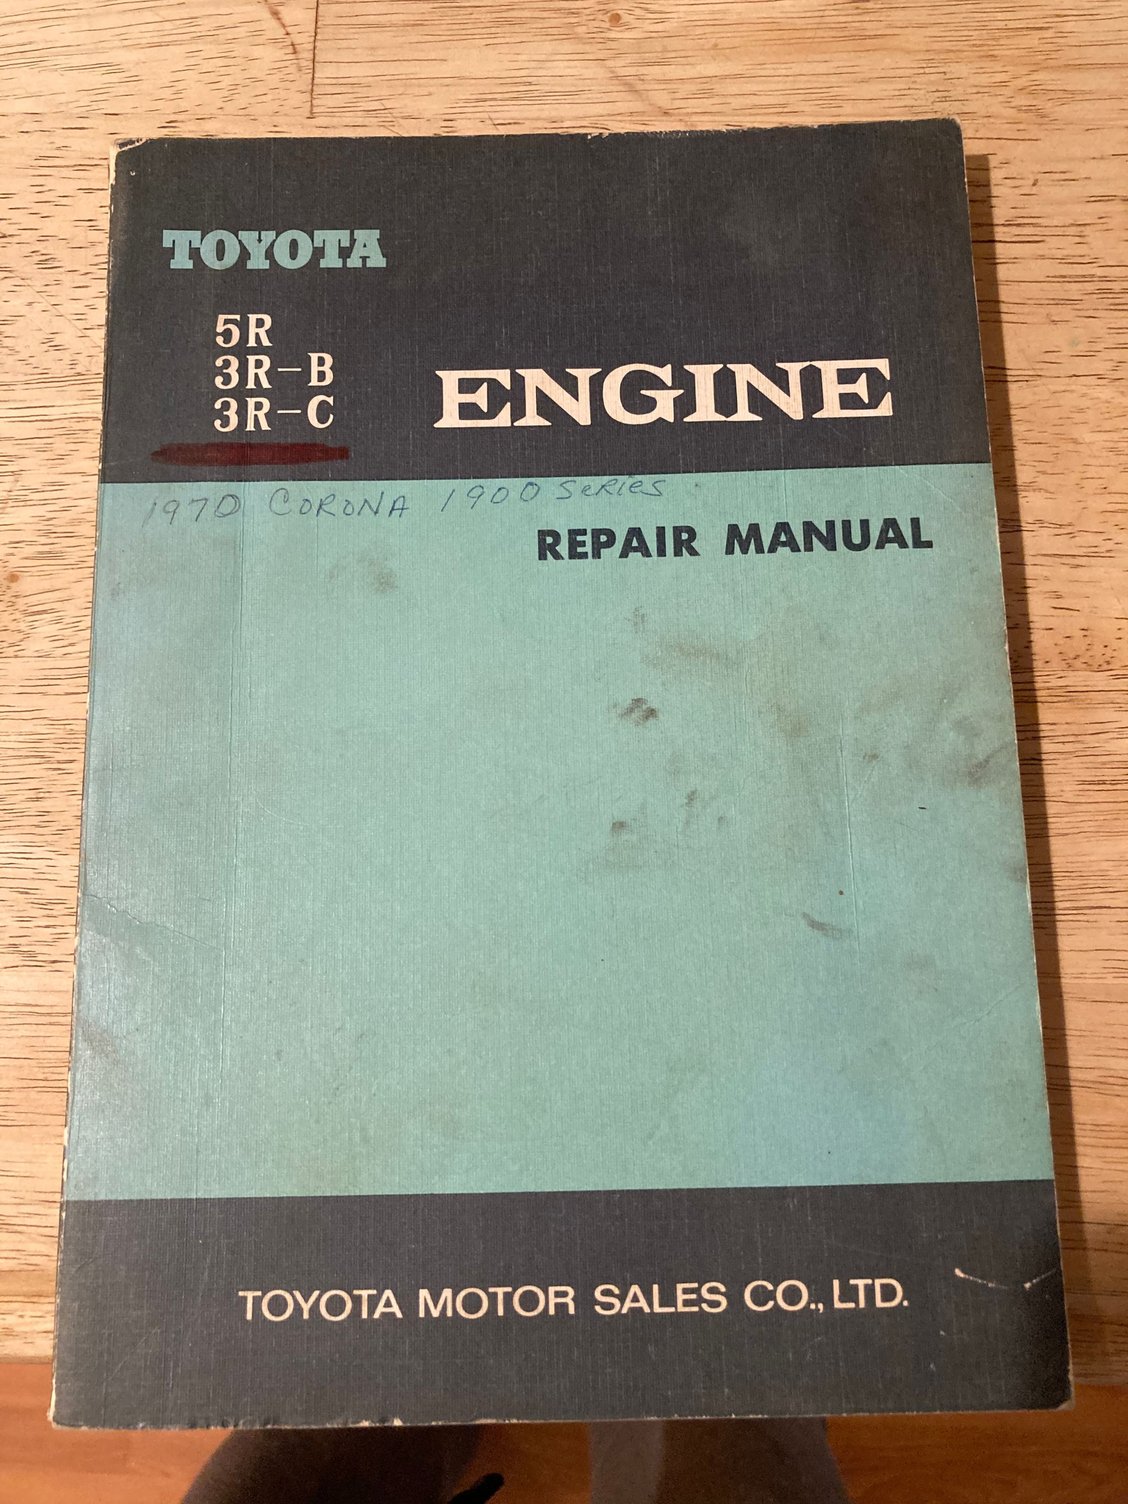 TOYOTA
5R
3R-B
3R-C
ENGINE
1970 CORONA 1900 SERIES
REPAIR MANUAL
TOYOTA MOTOR SALES CO., LTD.